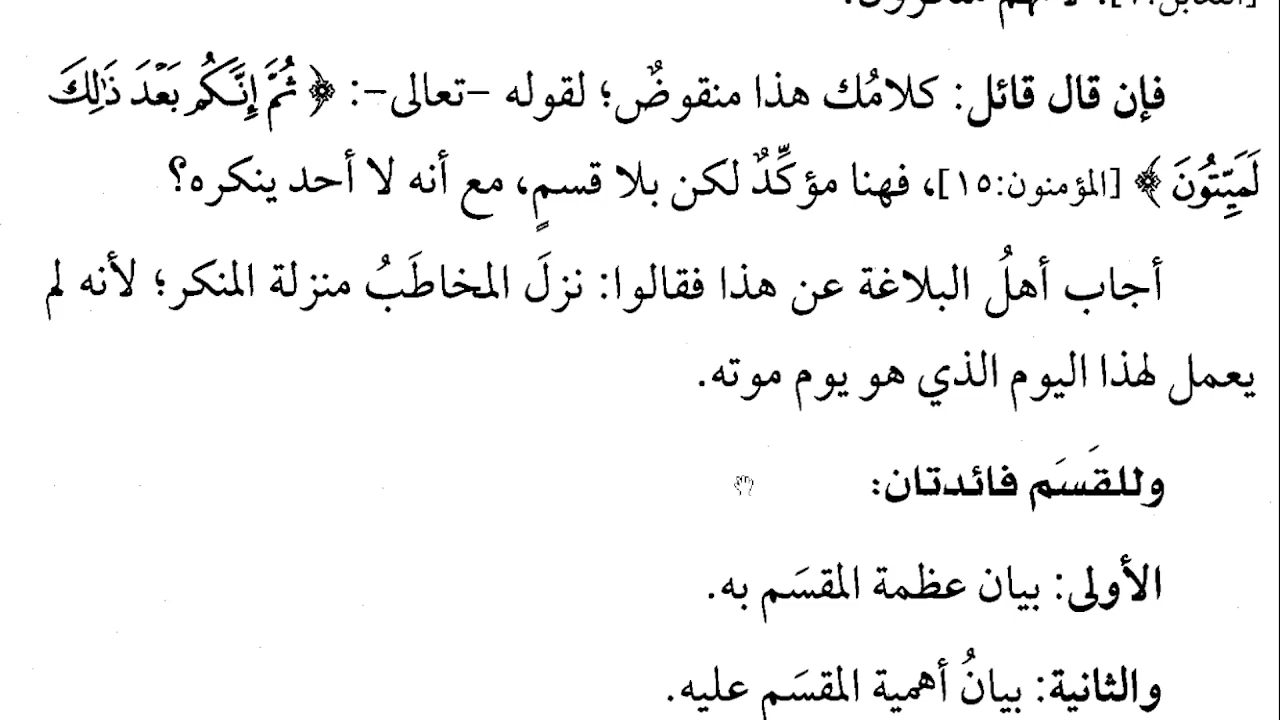 فإن قال قائل: كلامُك هذا منقوضٌ؛ لقوله -تعالى-: ﴿ ثُمَّ إِنَّكُم بَعْدَ ذَٰلِكَ
لَمَيِّتُونَ ﴾ [المؤمنون:١٥]، فهنا مؤكِّدٌ لكن بلا قسمٍ، مع أنه لا أحد ينكره؟
أجاب أهلُ البلاغة عن هذا فقالوا: نزلَ المخاطَبُ منزلة المنكر؛ لأنه لم
يعمل لهذا اليوم الذي هو يوم موته.
وللقَسَم فائدتان:
الأولى: بيان عظمة المقسَم به.
والثانية: بيانُ أهمية المقسَم عليه.